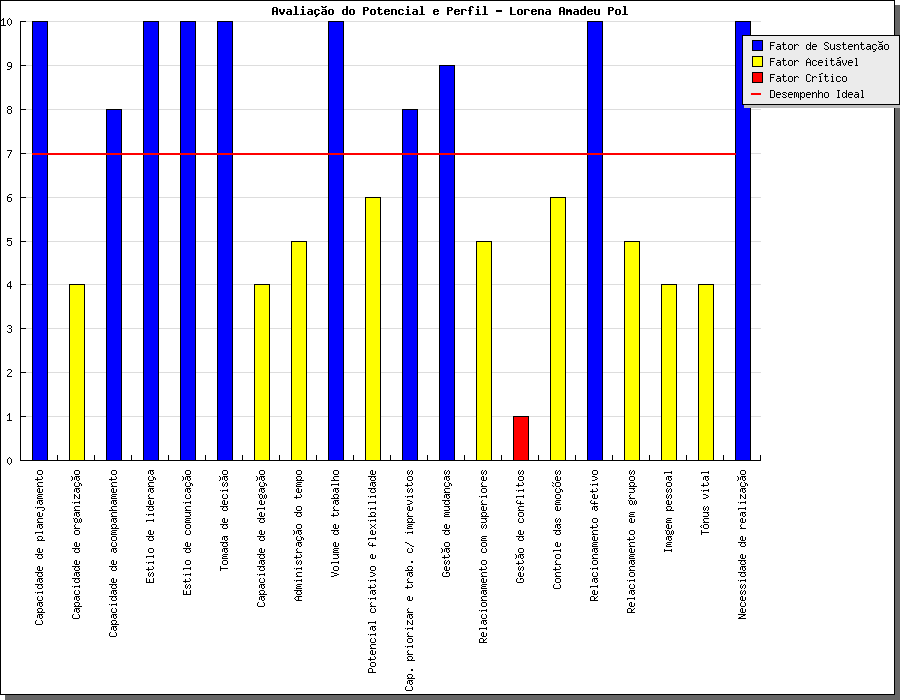 Avaliação do Potencial e Perfil - Lorena Amadeu Pol
Fator de Sustentação
Fator Aceitável
Fator Crítico
Desempenho Ideal
10
9
8
7
6
5
4
3
2
1
0
Capacidade de planejamento
Capacidade de organização
Capacidade de acompanhamento
Estilo de liderança
Estilo de comunicação
Tomada de decisão
Capacidade de delegação
Administração do tempo
Volume de trabalho
Potencial criativo e flexibilidade
Cap. priorizar e trab. c/ imprevistos
Gestão de mudanças
Relacionamento com superiores
Gestão de conflitos
Controle das emoções
Relacionamento afetivo
Relacionamento em grupos
Imagem pessoal
Tônus vital
Necessidade de realização